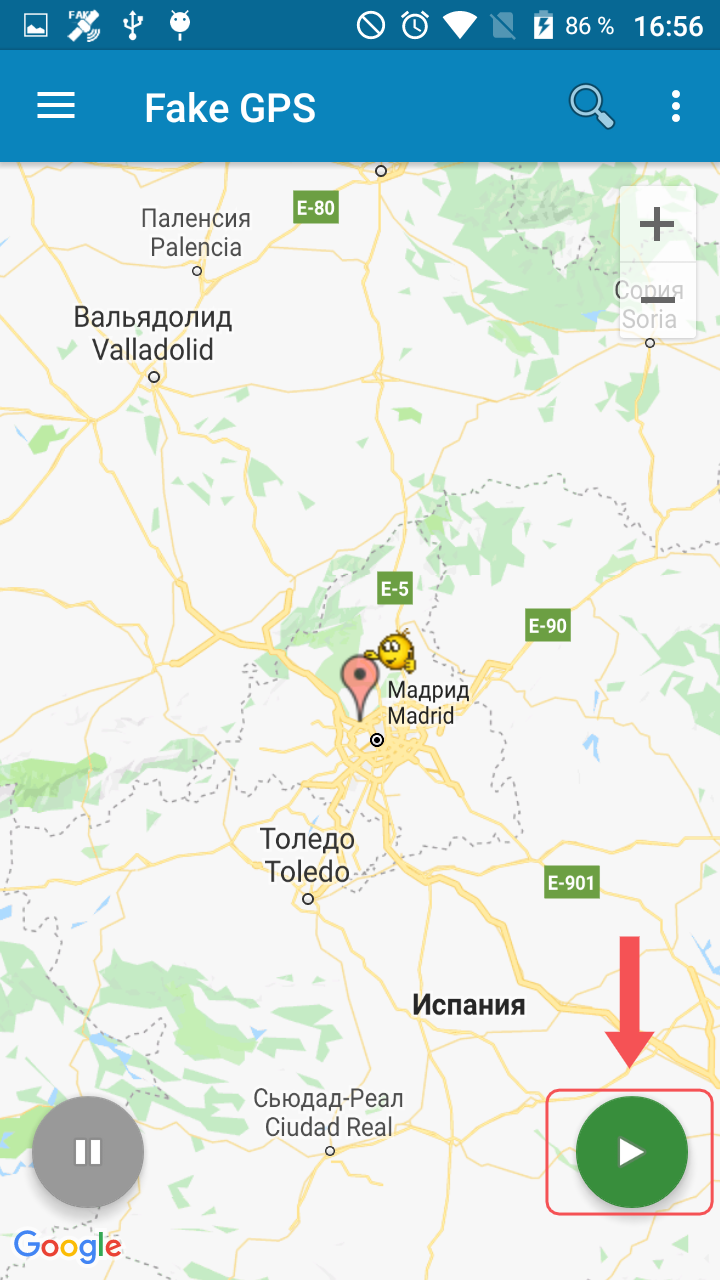 FAKE
86 %
16:56
Fake GPS
E-80
Паленсия
Palencia
Сория
Soria
Вальядолид
Valladolid
E-5
E-90
Мадрид
Madrid
Толедо
Toledo
E-901
Испания
Сьюдад-Реал
Ciudad Real
Google